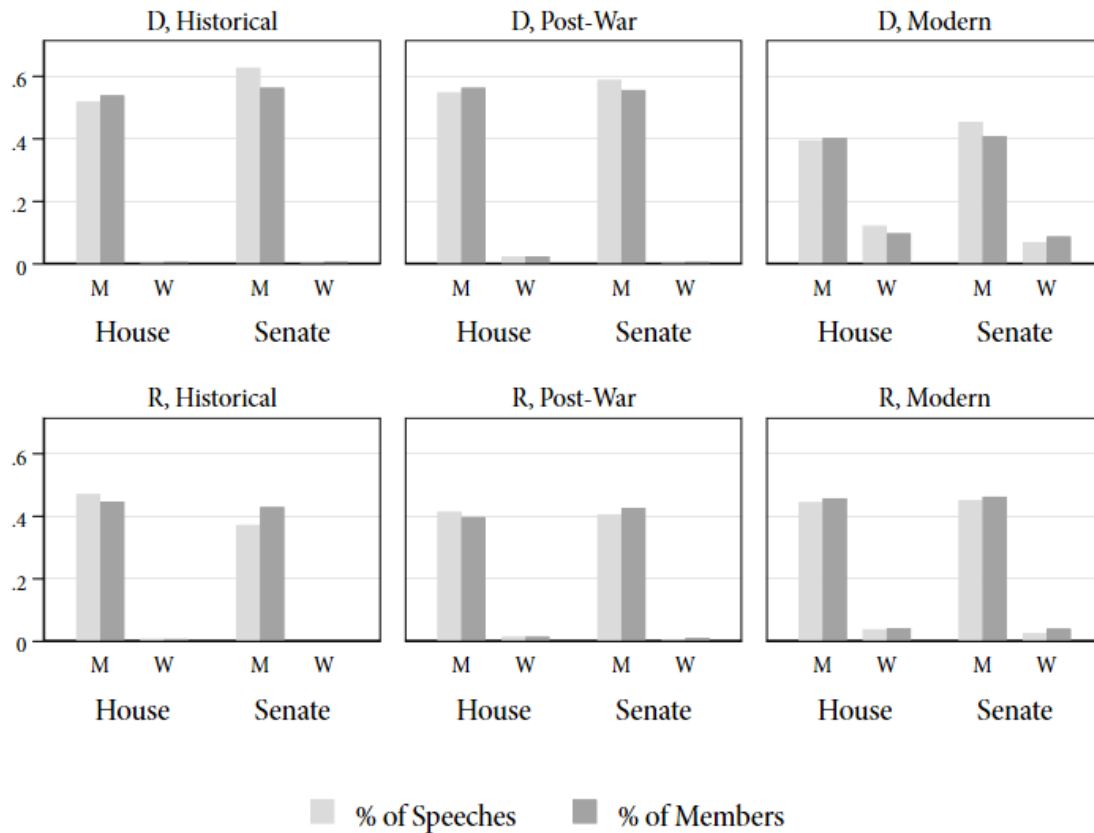 D, Historical D, Post-War D, Modern
.6
.4
.2
0
M W M W M W M W M W M W
House Senate House Senate House Senate
R, Historical R, Post-War R, Modern
.6
.4
.2
0
M W M W M W M W M W M W
House Senate House Senate House Senate
% of Speeches % of Members